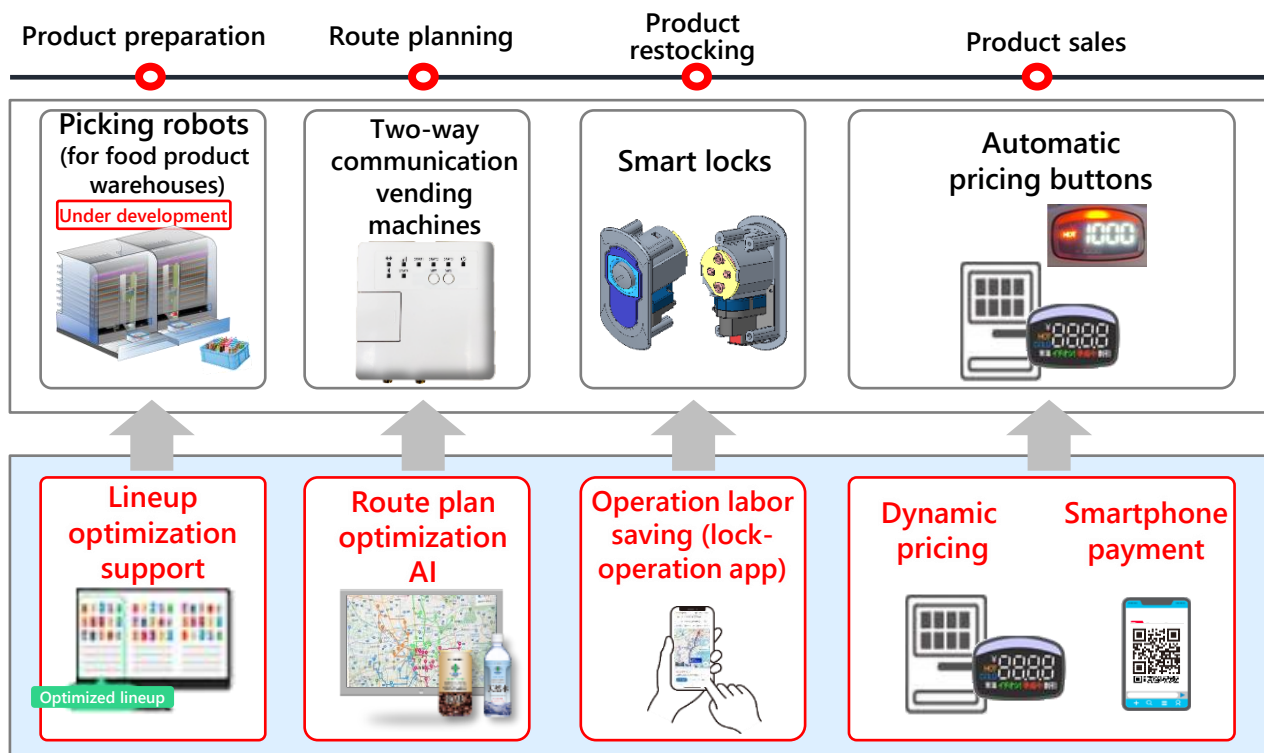 Product preparation
Route planning
Product
restocking
Product sales
Picking robots
(for food product
warehouses)
Under development
Two-way
communication
vending
machines
Smart locks
Automatic
pricing buttons
HOT
Lineup
optimization
support
Optimized lineup
Route plan
optimization
AI
Operation labor
saving (lock-
operation app)
Dynamic
pricing
Smartphone
payment